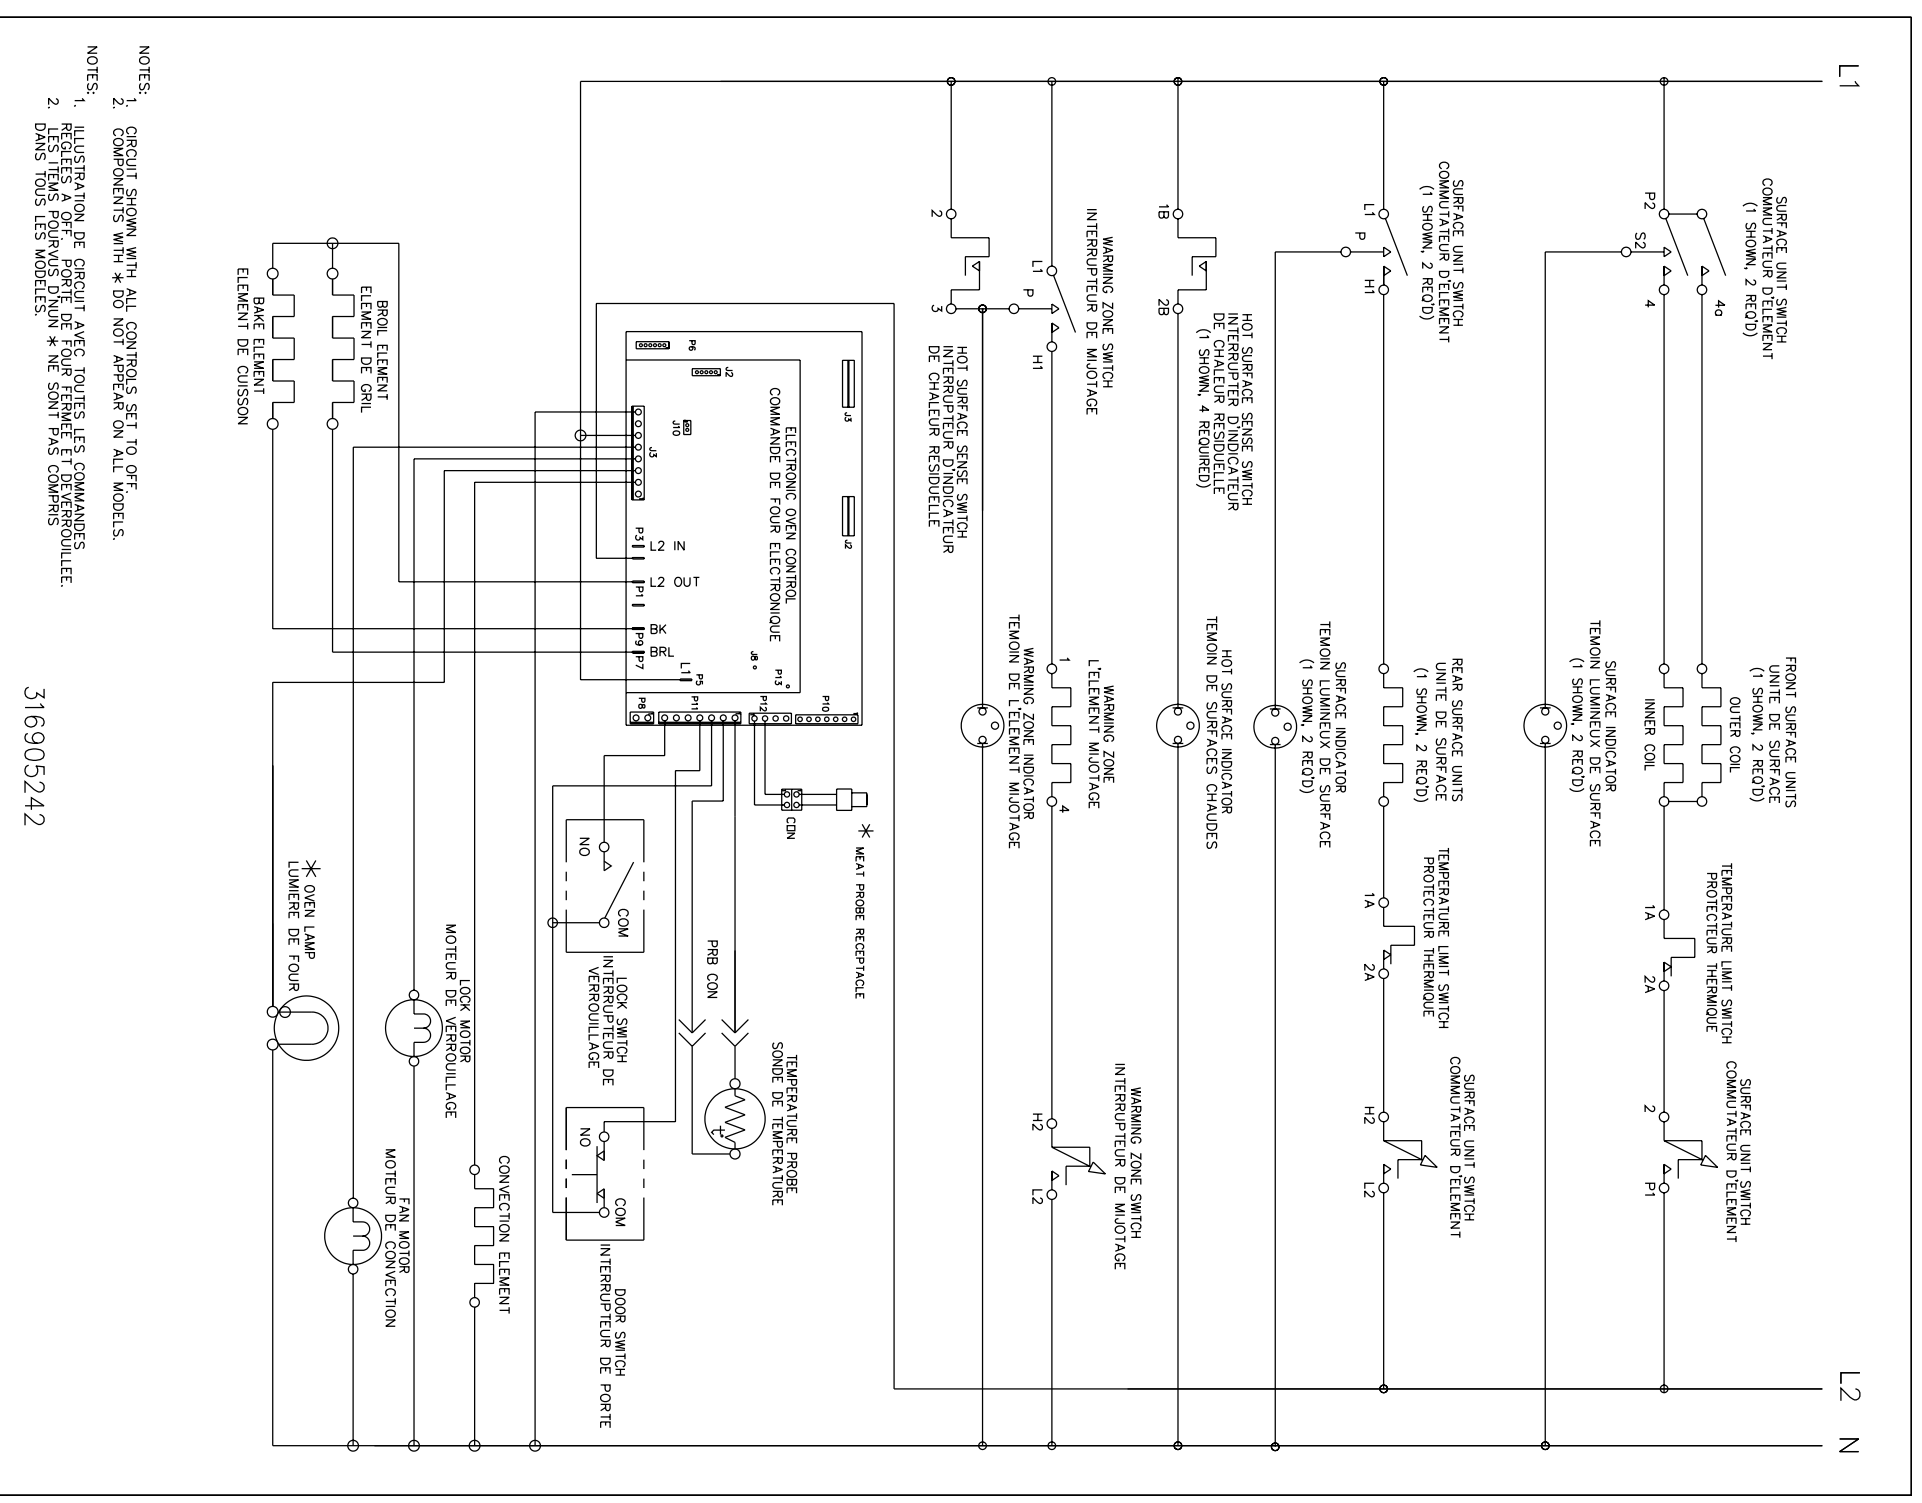 L1
L2
N
SURFACE UNIT SWITCH
COMMUTATEUR D'ELEMENT
(1 SHOWN, 2 REQ'D)
P2
S2
4
4a
FRONT SURFACE UNITS
UNITE DE SURFACE
(1 SHOWN, 2 REQ'D)
OUTER COIL
INNER COIL
TEMPERATURE LIMIT SWITCH
PROTECTEUR THERMIQUE
1A
2A
SURFACE UNIT SWITCH
COMMUTATEUR D'ELEMENT
2
P1
SURFACE INDICATOR
TEMOIN LUMINEUX DE SURFACE
(1 SHOWN, 2 REQ'D)
SURFACE UNIT SWITCH
COMMUTATEUR D'ELEMENT
(1 SHOWN, 2 REQ'D)
L1
P
H1
REAR SURFACE UNITS
UNITE DE SURFACE
(1 SHOWN, 2 REQ'D)
TEMPERATURE LIMIT SWITCH
PROTECTEUR THERMIQUE
1A
2A
SURFACE UNIT SWITCH
COMMUTATEUR D'ELEMENT
H2
L2
SURFACE INDICATOR
TEMOIN LUMINEUX DE SURFACE
(1 SHOWN, 2 REQ'D)
1B
2B
HOT SURFACE SENSE SWITCH
INTERRUPTER D'INDICATEUR
DE CHALEUR RESIDUELLE
(1 SHOWN, 4 REQUIRED)
HOT SURFACE INDICATOR
TEMOIN DE SURFACES CHAUDES
WARMING ZONE SWITCH
INTERRUPTEUR DE MIJOTAGE
L1
P
H1
WARMING ZONE
L'ELEMENT MIJOTAGE
1
4
WARMING ZONE SWITCH
INTERRUPTEUR DE MIJOTAGE
H2
L2
2
3
HOT SURFACE SENSE SWITCH
INTERRUPTEUR D'INDICATEUR
DE CHALEUR RESIDUELLE
WARMING ZONE INDICATOR
TEMOIN DE L'ELEMENT MIJOTAGE
ELECTRONIC OVEN CONTROL
COMMANDE DE FOUR ELECTRONIQUE
P6
J2
J10
J3
J3
J2
P3
L2 IN
L2 OUT
P1
BK
P9
BRL
P7
L1
P5
J8
P13
P8
P11
P12
P10
CON
* MEAT PROBE RECEPTACLE
PRB CON
TEMPERATURE PROBE
SONDE DE TEMPERATURE
t°
NO
COM
LOCK SWITCH
INTERRUPTEUR DE
VERROUILLAGE
NO
COM
DOOR SWITCH
INTERRUPTEUR DE PORTE
CONVECTION ELEMENT
LOCK MOTOR
MOTEUR DE VERROUILLAGE
FAN MOTOR
MOTEUR DE CONVECTION
* OVEN LAMP
LUMIERE DE FOUR
BROIL ELEMENT
ELEMENT DE GRIL
BAKE ELEMENT
ELEMENT DE CUISSON
NOTES:
1. CIRCUIT SHOWN WITH ALL CONTROLS SET TO OFF.
2. COMPONENTS WITH * DO NOT APPEAR ON ALL MODELS.
NOTES:
1. ILLUSTRATION DE CIRCUIT AVEC TOUTES LES COMMANDES
REGLEES A OFF. PORTE DE FOUR FERMEE ET DEVERROUILLEE.
2. LES ITEMS POURVUS D'NUN * NE SONT PAS COMPRIS
DANS TOUS LES MODELES.
316905242